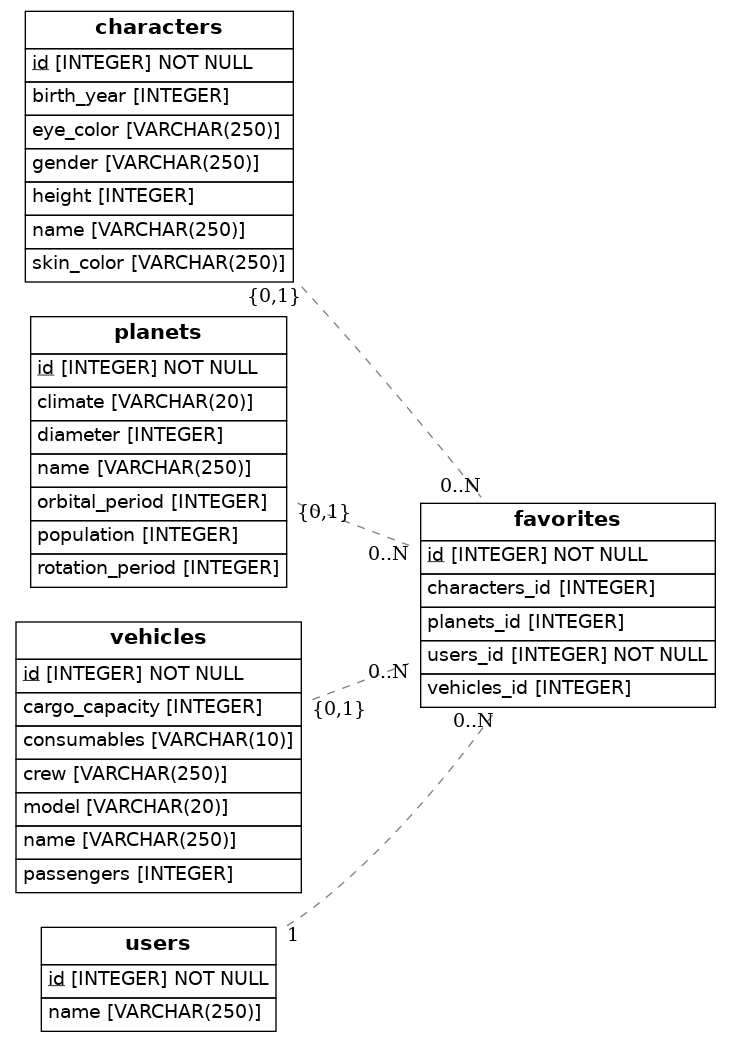 characters
id [INTEGER] NOT NULL
birth_year [INTEGER]
eye_color [VARCHAR(250)]
gender [VARCHAR(250)]
height [INTEGER]
name [VARCHAR(250)]
skin_color [VARCHAR(250)]
{0,1}
0..N
planets
id [INTEGER] NOT NULL
climate [VARCHAR(20)]
diameter [INTEGER]
name [VARCHAR(250)]
orbital_period [INTEGER]
population [INTEGER]
rotation_period [INTEGER]
{0,1}
0..N
favorites
id [INTEGER] NOT NULL
characters_id [INTEGER]
planets_id [INTEGER]
users_id [INTEGER] NOT NULL
vehicles_id [INTEGER]
vehicles
id [INTEGER] NOT NULL
cargo_capacity [INTEGER]
consumables [VARCHAR(10)]
crew [VARCHAR(250)]
model [VARCHAR(20)]
name [VARCHAR(250)]
passengers [INTEGER]
0..N
{0,1}
0..N
1
users
id [INTEGER] NOT NULL
name [VARCHAR(250)]